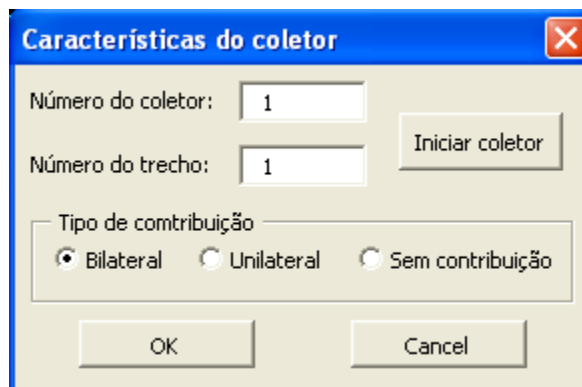 Características do coletor
Número do coletor: 1
Iniciar coletor
Número do trecho: 1
Tipo de comtribuição
Bilateral Unilateral Sem contribuição
OK Cancel